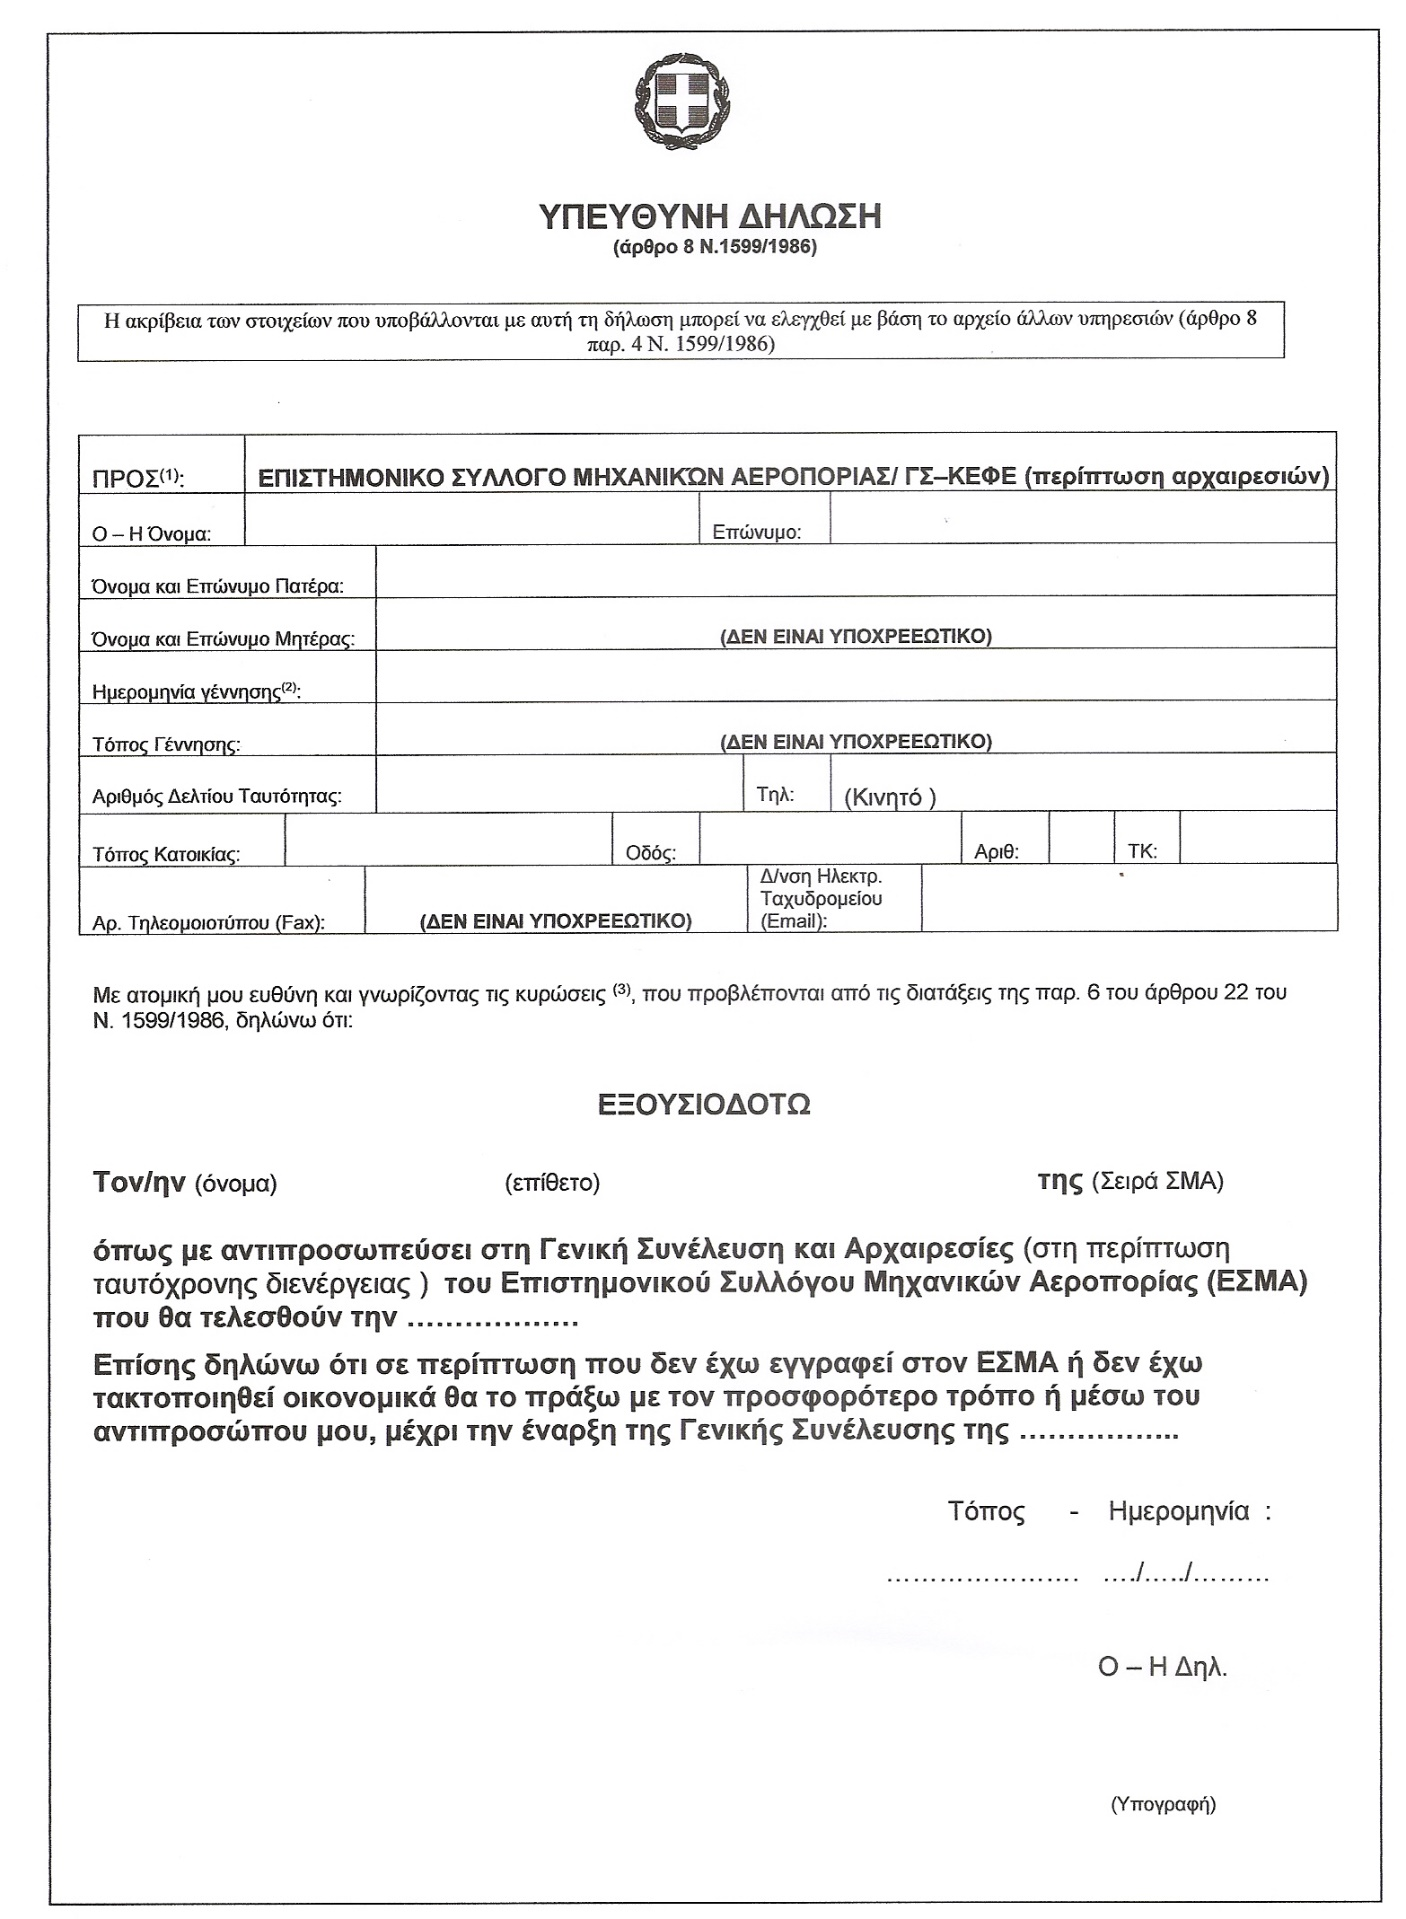 ΥΠΕΥΘΥΝΗ ΔΗΛΩΣΗ
(άρθρο 8 Ν.1599/1986)
Η ακρίβεια των στοιχείων που υποβάλλονται με αυτή τη δήλωση μπορεί να ελεγχθεί με βάση το αρχείο άλλων υπηρεσιών (άρθρο 8
παρ. 4 Ν. 1599/1986)
ΠΡΟΣ(1): ΕΠΙΣΤΗΜΟΝΙΚΟ ΣΥΛΛΟΓΟ ΜΗΧΑΝΙΚΏΝ ΑΕΡΟΠΟΡΙΑΣ/ ΓΣ–ΚΕΦΕ (περίπτωση αρχαιρεσιών)
Ο – Η Όνομα: Επώνυμο:
Όνομα και Επώνυμο Πατέρα:
Όνομα και Επώνυμο Μητέρας: (ΔΕΝ ΕΙΝΑΙ ΥΠΟΧΡΕΕΩΤΙΚΟ)
Ημερομηνία γέννησης(2):
Τόπος Γέννησης: (ΔΕΝ ΕΙΝΑΙ ΥΠΟΧΡΕΕΩΤΙΚΟ)
Αριθμός Δελτίου Ταυτότητας: Τηλ: (Κινητό )
Τόπος Κατοικίας: Οδός: Αριθ: ΤΚ:
Αρ. Τηλεομοιοτύπου (Fax): (ΔΕΝ ΕΙΝΑΙ ΥΠΟΧΡΕΕΩΤΙΚΟ)
Δ/νση Ηλεκτρ.
Ταχυδρομείου
(Email):
Με ατομική μου ευθύνη και γνωρίζοντας τις κυρώσεις (3), που προβλέπονται από τις διατάξεις της παρ. 6 του άρθρου 22 του
Ν. 1599/1986, δηλώνω ότι:
ΕΞΟΥΣΙΟΔΟΤΩ
Τον/ην (όνομα) (επίθετο) της (Σειρά ΣΜΑ)
όπως με αντιπροσωπεύσει στη Γενική Συνέλευση και Αρχαιρεσίες (στη περίπτωση
ταυτόχρονης διενέργειας ) του Επιστημονικού Συλλόγου Μηχανικών Αεροπορίας (ΕΣΜΑ)
που θα τελεσθούν την ………………
Επίσης δηλώνω ότι σε περίπτωση που δεν έχω εγγραφεί στον ΕΣΜΑ ή δεν έχω
τακτοποιηθεί οικονομικά θα το πράξω με τον προσφορότερο τρόπο ή μέσω του
αντιπροσώπου μου, μέχρι την έναρξη της Γενικής Συνέλευσης της ……………..
Τόπος - Ημερομηνία :
…………………. …./…../………
Ο – Η Δηλ.
(Υπογραφή)